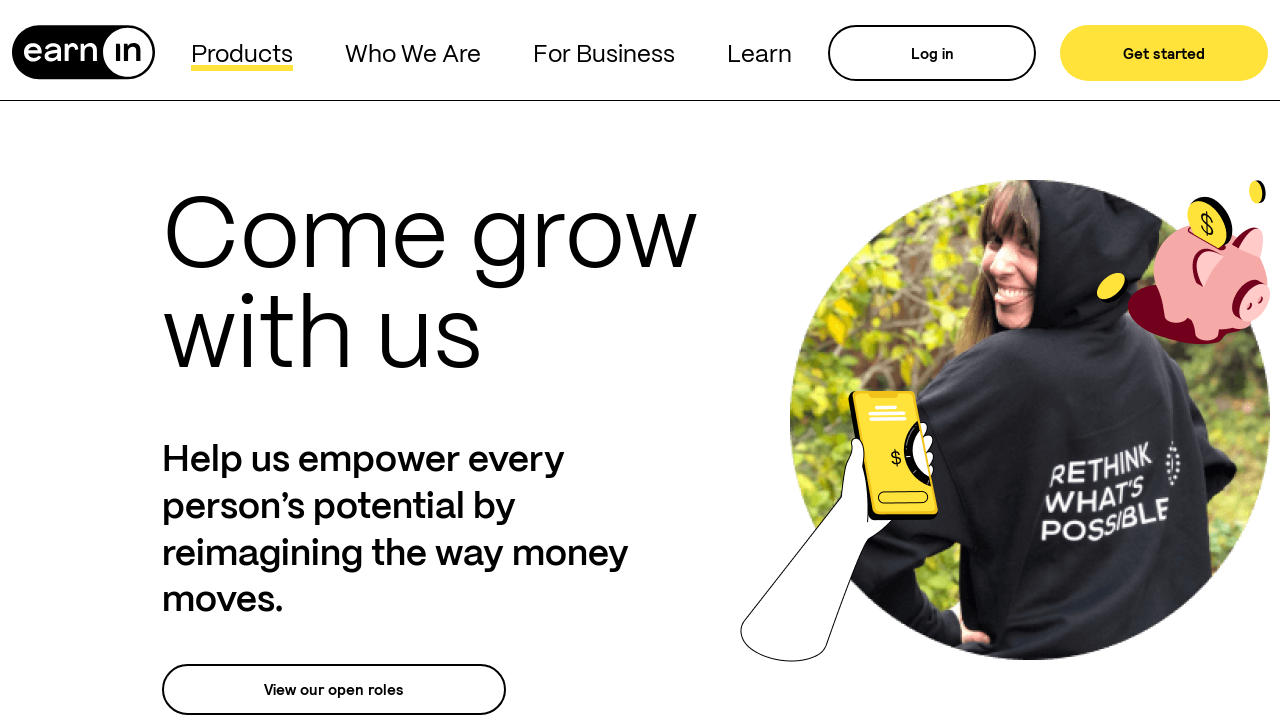 earn in
Products
Who We Are
For Business
Learn
Log in
Get started
Come grow
with us
Help us empower every
person’s potential by
reimagining the way money
moves.
View our open roles
$
$
RETHINK
WHAT'S
POSSIBLE